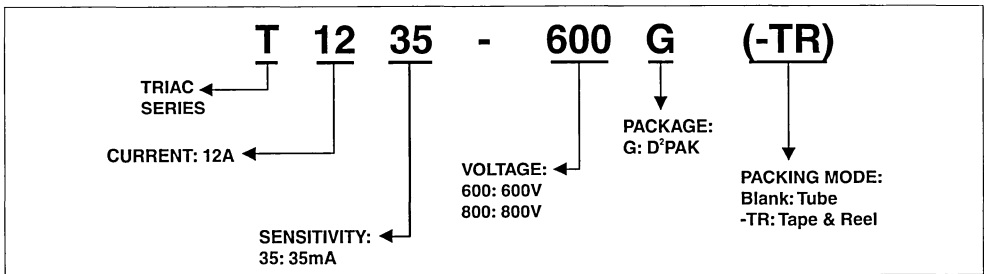 T 12 35 - 600 G (-TR)
TRIAC
SERIES
CURRENT: 12A
SENSITIVITY:
35: 35mA
VOLTAGE:
600: 600V
800: 800V
PACKAGE:
G: D²PAK
PACKING MODE:
Blank: Tube
-TR: Tape & Reel